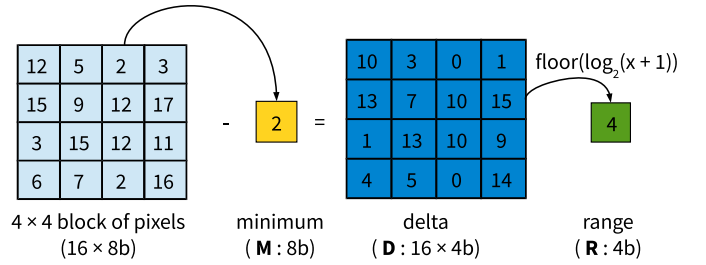 12 5 2 3
15 9 12 17
3 15 12 11
6 7 2 16
4 × 4 block of pixels
(16 × 8b)
-
2
minimum
( M : 8b)
=
10 3 0 1
13 7 10 15
1 13 10 9
4 5 0 14
delta
( D : 16 × 4b)
floor(log2(x + 1))
4
range
( R : 4b)